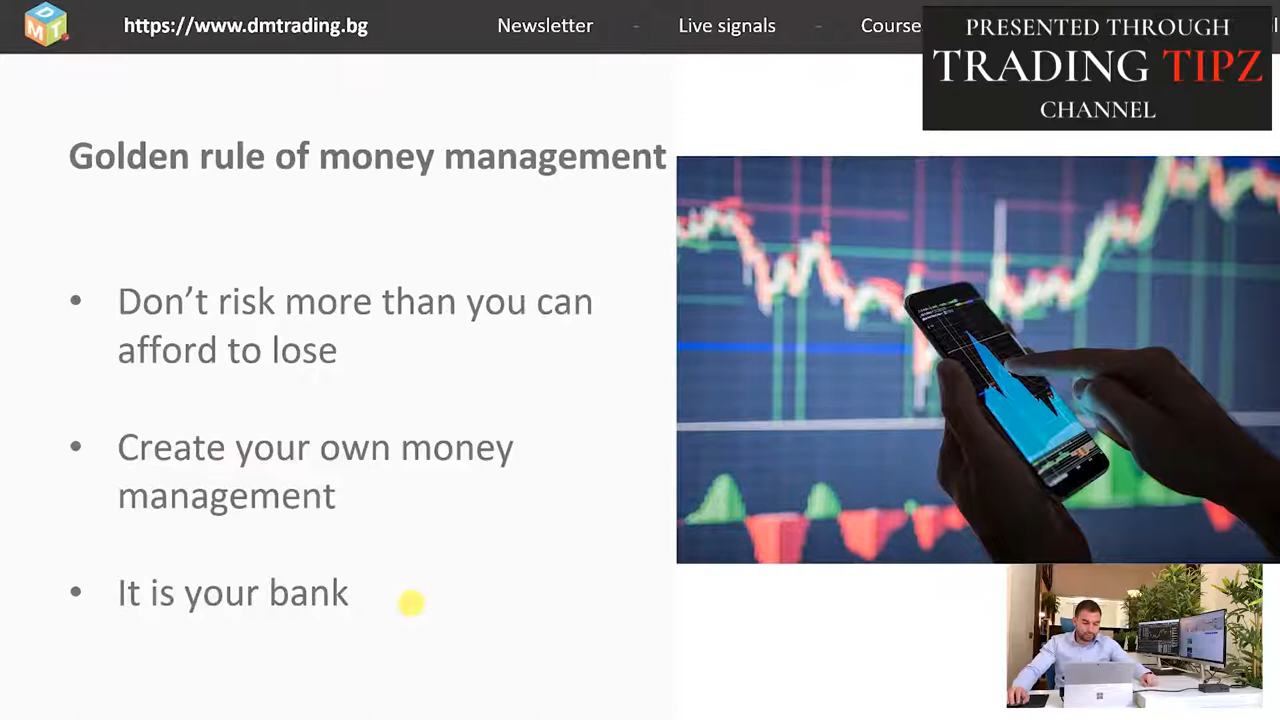 https://www.dmtrading.bg
Newsletter - Live signals - Course
PRESENTED THROUGH
TRADING TIPZ
CHANNEL
Golden rule of money management
• Don’t risk more than you can
afford to lose
• Create your own money
management
• It is your bank
DMT